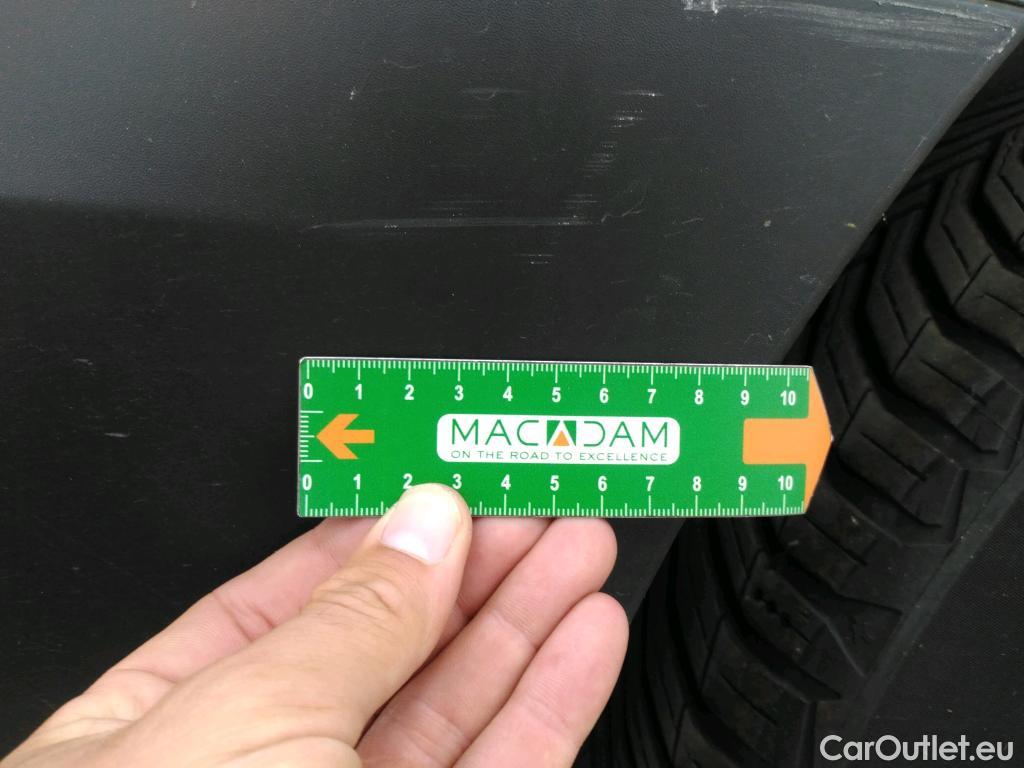 0 1 2 3 4 5 6 7 8 9 10
MACADAM
ON THE ROAD TO EXCELLENCE
0 1 2 3 4 5 6 7 8 9 10
CarOutlet.eu